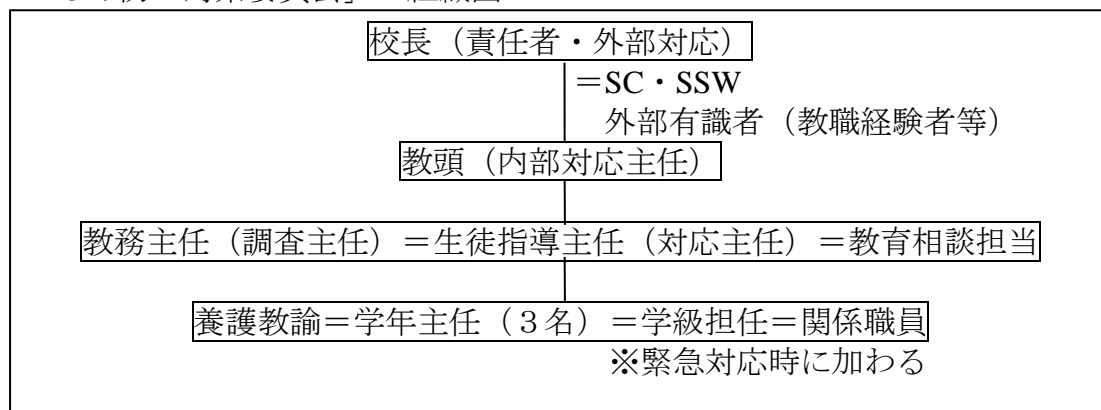 校長（責任者・外部対応）
＝SC・SSW
外部有識者（教職経験者等）
教頭（内部対応主任）
教務主任（調査主任）＝生徒指導主任（対応主任）＝教育相談担当
養護教諭＝学年主任（３名）＝学級担任＝関係職員
※緊急対応時に加わる